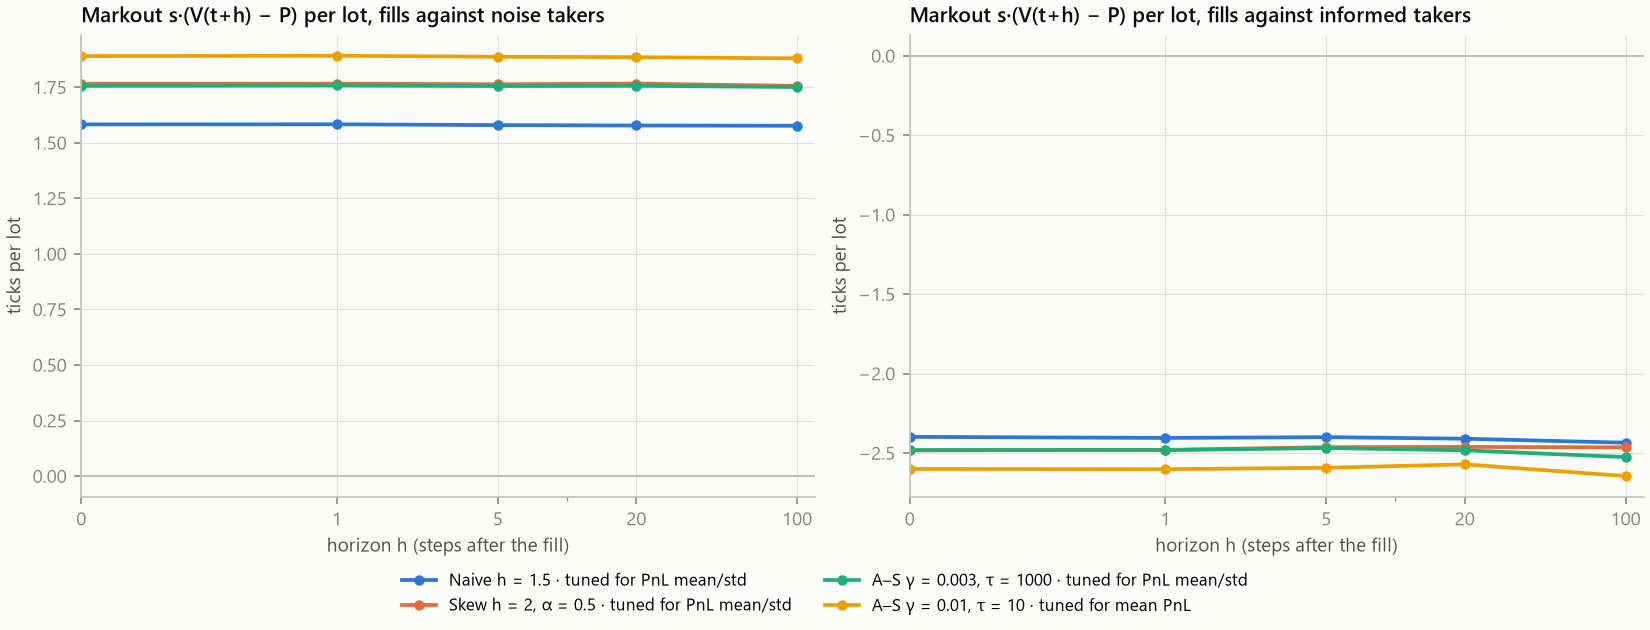 Markout s·(V(t+h) − P) per lot, fills against noise takers
ticks per lot
1.75
1.50
1.25
1.00
0.75
0.50
0.25
0.00
0 1 5 20 100
horizon h (steps after the fill)
Markout s·(V(t+h) − P) per lot, fills against informed takers
ticks per lot
0.0
−0.5
−1.0
−1.5
−2.0
−2.5
0 1 5 20 100
horizon h (steps after the fill)
Naive h = 1.5 · tuned for PnL mean/std
Skew h = 2, α = 0.5 · tuned for PnL mean/std
A–S γ = 0.003, τ = 1000 · tuned for PnL mean/std
A–S γ = 0.01, τ = 10 · tuned for mean PnL